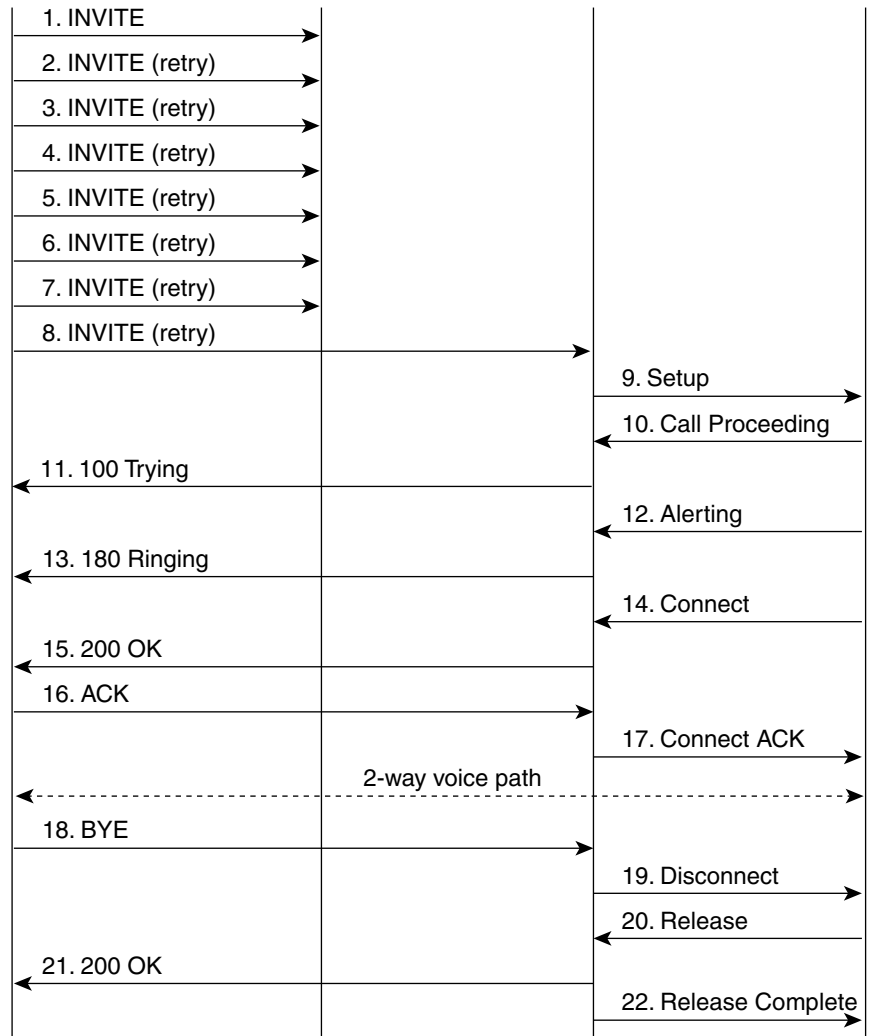 1. INVITE
2. INVITE (retry)
3. INVITE (retry)
4. INVITE (retry)
5. INVITE (retry)
6. INVITE (retry)
7. INVITE (retry)
8. INVITE (retry)
9. Setup
10. Call Proceeding
11. 100 Trying
12. Alerting
13. 180 Ringing
14. Connect
15. 200 OK
16. ACK
17. Connect ACK
2-way voice path
18. BYE
19. Disconnect
20. Release
21. 200 OK
22. Release Complete